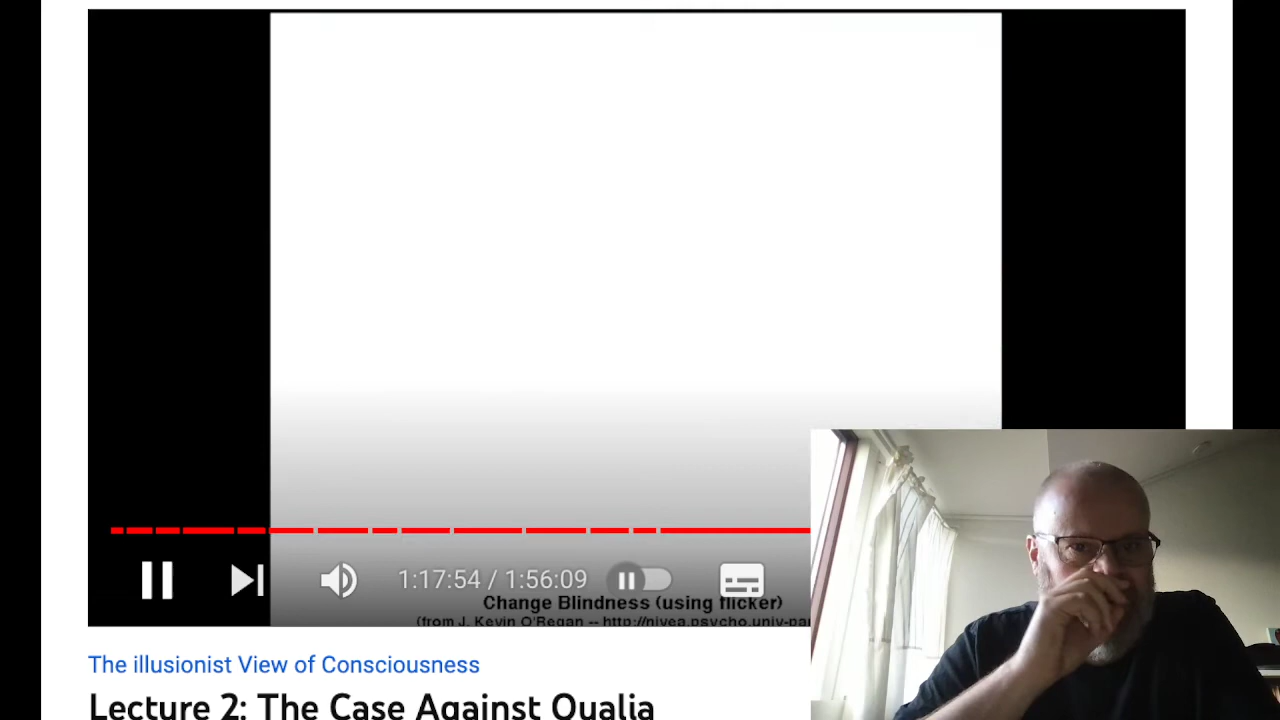 1:17:54 / 1:56:09
Change Blindness (using flicker)
(from J. Kevin O'Regan -- http://nivea.psycho.univ-pa
The illusionist View of Consciousness
Lecture 2: The Case Against Qualia